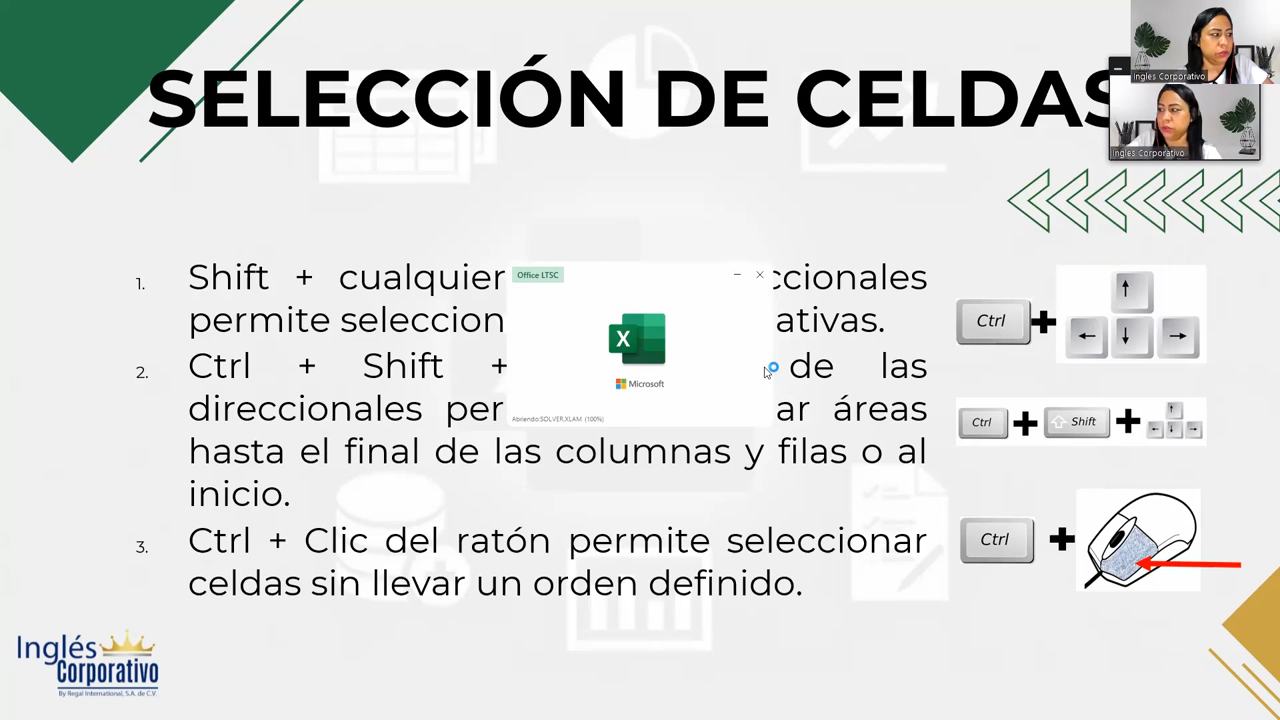 SELECCIÓN DE CELDAS
Inglés Corporativo
Inglés Corporativo
1. Shift + cualquier ccionales
permite seleccion ativas.
2. Ctrl + Shift + de las
direccionales per ar áreas
hasta el final de las columnas y filas o al
inicio.
3. Ctrl + Clic del ratón permite seleccionar
celdas sin llevar un orden definido.
Office LTSC
X
Microsoft
Abriendo:SOLVER.XLAM (100%)
Ctrl +
Ctrl + Shift +
Ctrl +
Inglés
Corporativo
By Regal International, S.A. de C.V.